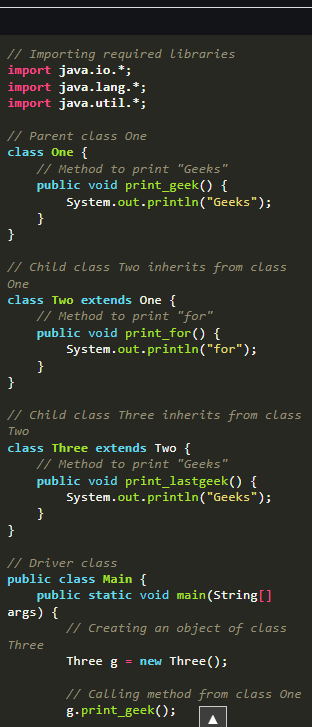 // Importing required libraries
import java.io.*;
import java.lang.*;
import java.util.*;

// Parent class One
class One {
    // Method to print "Geeks"
    public void print_geek() {
        System.out.println("Geeks");
    }
}

// Child class Two inherits from class
One
class Two extends One {
    // Method to print "for"
    public void print_for() {
        System.out.println("for");
    }
}

// Child class Three inherits from class
Two
class Three extends Two {
    // Method to print "Geeks"
    public void print_lastgeek() {
        System.out.println("Geeks");
    }
}

// Driver class
public class Main {
    public static void main(String[]
args) {
        // Creating an object of class
Three
        Three g = new Three();

        // Calling method from class One
        g.print_geek();